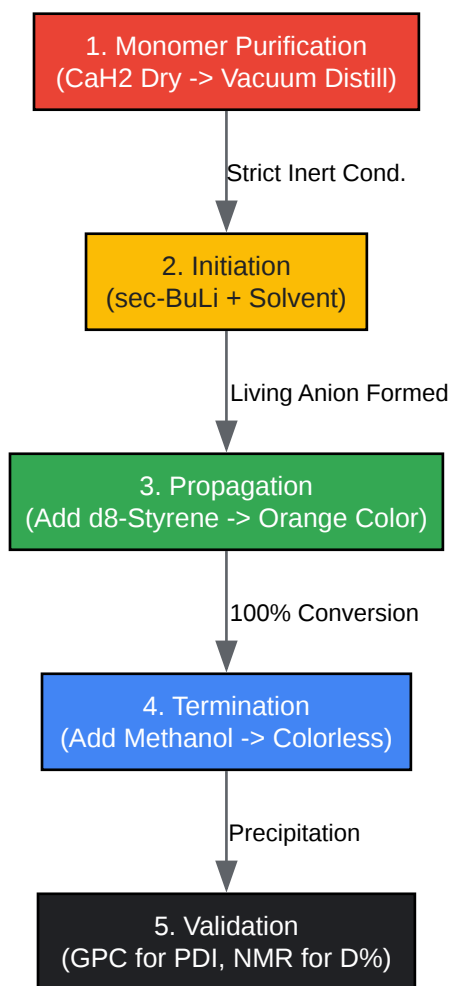 1. Monomer Purification
(CaH2 Dry -> Vacuum Distill)
Strict Inert Cond.
2. Initiation
(sec-BuLi + Solvent)
Living Anion Formed
3. Propagation
(Add d8-Styrene -> Orange Color)
100% Conversion
4. Termination
(Add Methanol -> Colorless)
Precipitation
5. Validation
(GPC for PDI, NMR for D%)